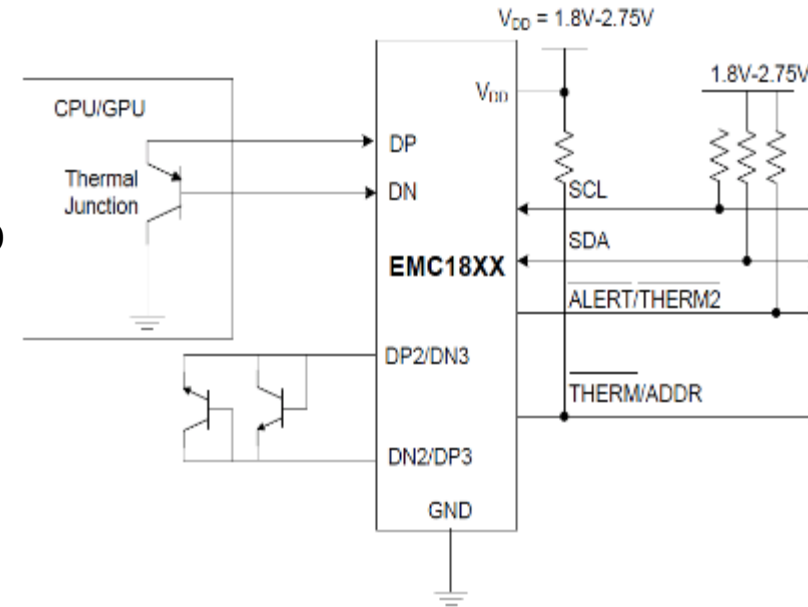 V_DD = 1.8V-2.75V
1.8V-2.75V
V_DD
CPU/GPU
DP
Thermal
Junction
DN
SCL
SDA
EMC18XX
ALERT/THERM2
DP2/DN3
THERM/ADDR
DN2/DP3
GND